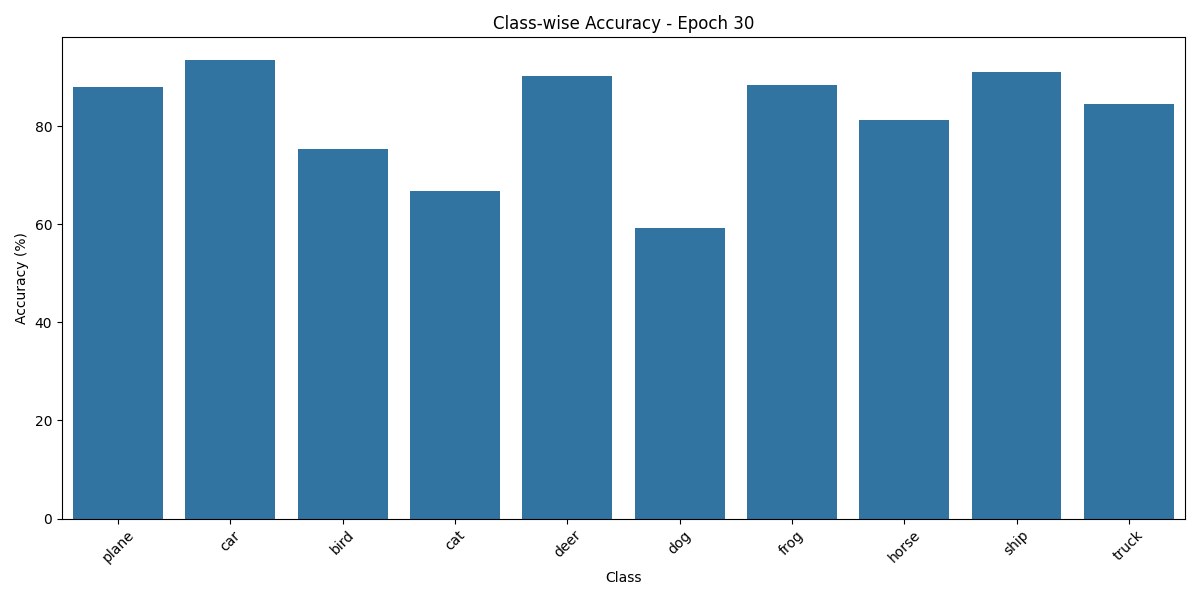 Class-wise Accuracy - Epoch 30
Accuracy (%)
80
60
40
20
0
plane car bird cat deer dog frog horse ship truck
Class